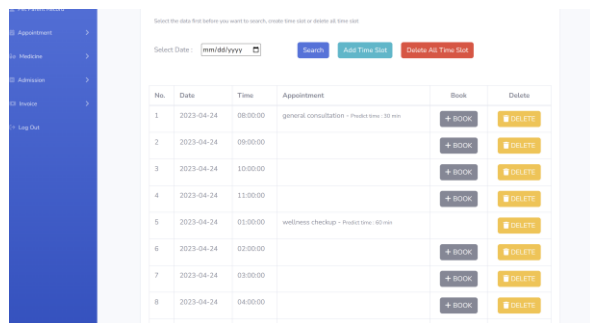 Select the data first before you want to search, create time slot or delete all time slot.
Appointment
Select Date : mm/dd/yyyy Search Add Time Slot Delete All Time Slot
Medicine
Admission
No. Date Time Appointment Book Delete
Invoice
1 2023-04-24 08:00:00 general consultation - Predict time : 30 min + BOOK DELETE
Log Out
2 2023-04-24 09:00:00 + BOOK DELETE
3 2023-04-24 10:00:00 + BOOK DELETE
4 2023-04-24 11:00:00 + BOOK DELETE
5 2023-04-24 01:00:00 wellness checkup - Predict time : 60 min DELETE
6 2023-04-24 02:00:00 + BOOK DELETE
7 2023-04-24 03:00:00 + BOOK DELETE
8 2023-04-24 04:00:00 + BOOK DELETE